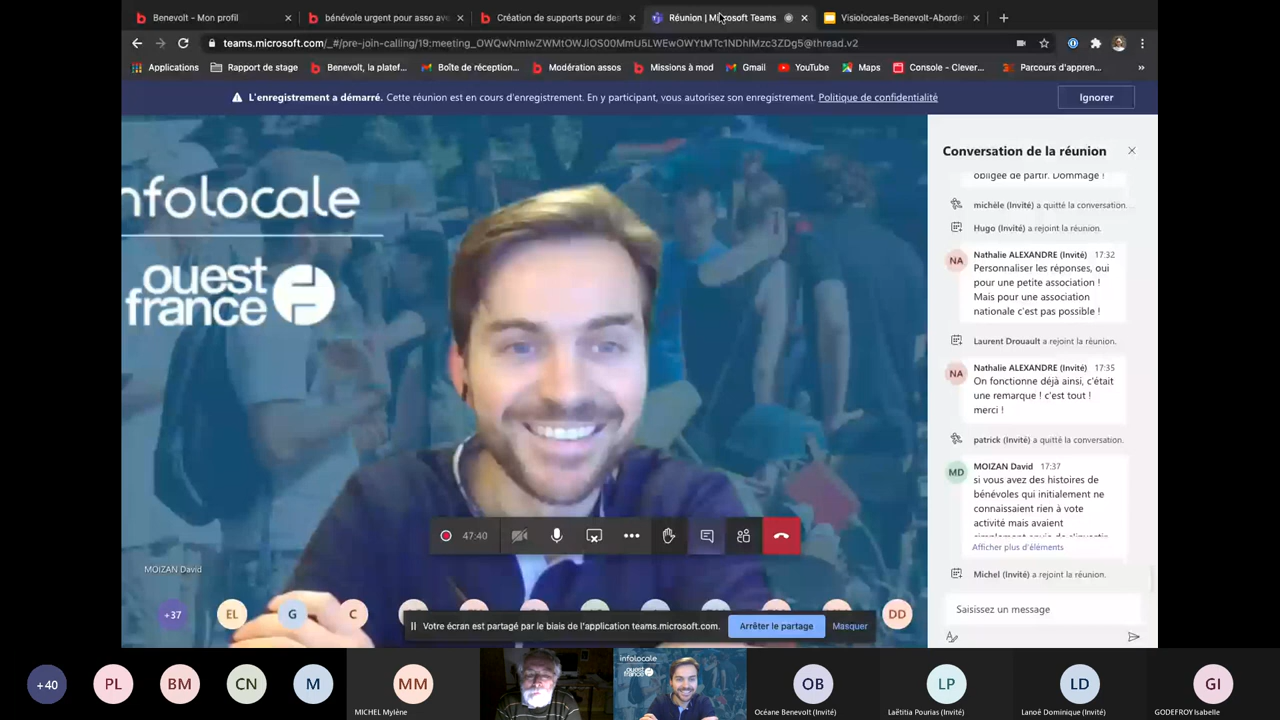 Benevolt - Mon profil
bénévole urgent pour asso av
Création de supports pour des
Réunion | Microsoft Teams
Visiolocales-Benevolt-Aborder
teams.microsoft.com/_#/pre-join-calling/19:meeting_
@thread.v2
Applications
Rapport de stage
Benevolt, la platef...
Boîte de réception...
Modération assos
Missions à mod
Gmail
YouTube
Maps
Console - Clever...
Parcours d'appren...
»
L'enregistrement a démarré. Cette réunion est en cours d'enregistrement. En y participant, vous autorisez son enregistrement. Politique de confidentialité
Ignorer
nfolocale
ouest
france
MOIZAN David
47:40
+37
EL
G
C
DD
Votre écran est partagé par le biais de l'application teams.microsoft.com.
Arrêter le partage
Masquer
Conversation de la réunion
obligée de partir. Dommage !
michèle (Invité) a quitté la conversation.
Hugo (Invité) a rejoint la réunion.
NA
Nathalie ALEXANDRE (Invité) 17:32
Personnaliser les réponses, oui
pour une petite association !
Mais pour une association
nationale c'est pas possible !
Laurent Drouault a rejoint la réunion.
NA
Nathalie ALEXANDRE (Invité) 17:35
On fonctionne déjà ainsi, c'était
une remarque ! c'est tout !
merci !
patrick (Invité) a quitté la conversation.
MD
MOIZAN David 17:37
si vous avez des histoires de
bénévoles qui initialement ne
connaissaient rien à vote
activité mais avaient
Afficher plus d'éléments
Michel (Invité) a rejoint la réunion.
Saisissez un message
+40
PL
BM
CN
M
MM
MICHEL Mylène
infolocale
ouest
france
OB
Océane Benevolt (Invité)
LP
Laëtitia Pourias (Invité)
LD
Lanoë Dominique (Invité)
GI
GODEFROY Isabelle